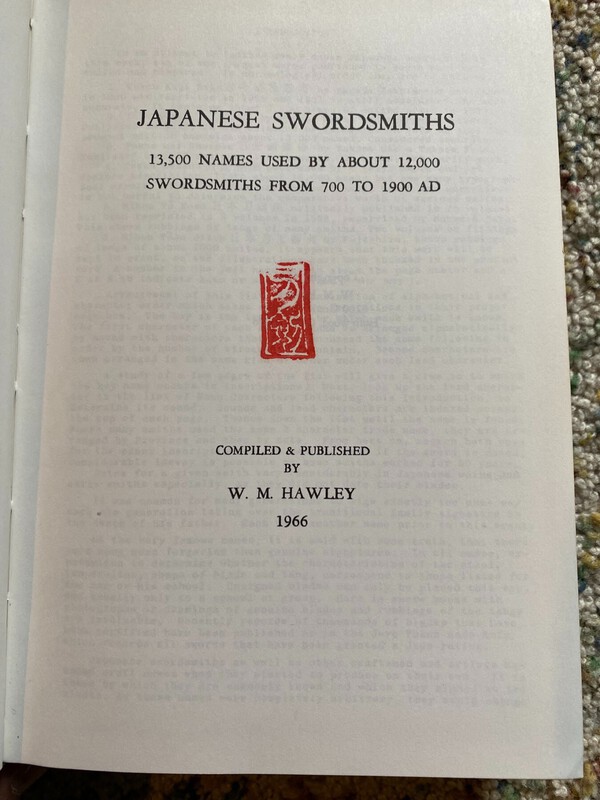 JAPANESE SWORDSMITHS
13,500 NAMES USED BY ABOUT 12,000
SWORDSMITHS FROM 700 TO 1900 AD
COMPILED & PUBLISHED
BY
W. M. HAWLEY
1966